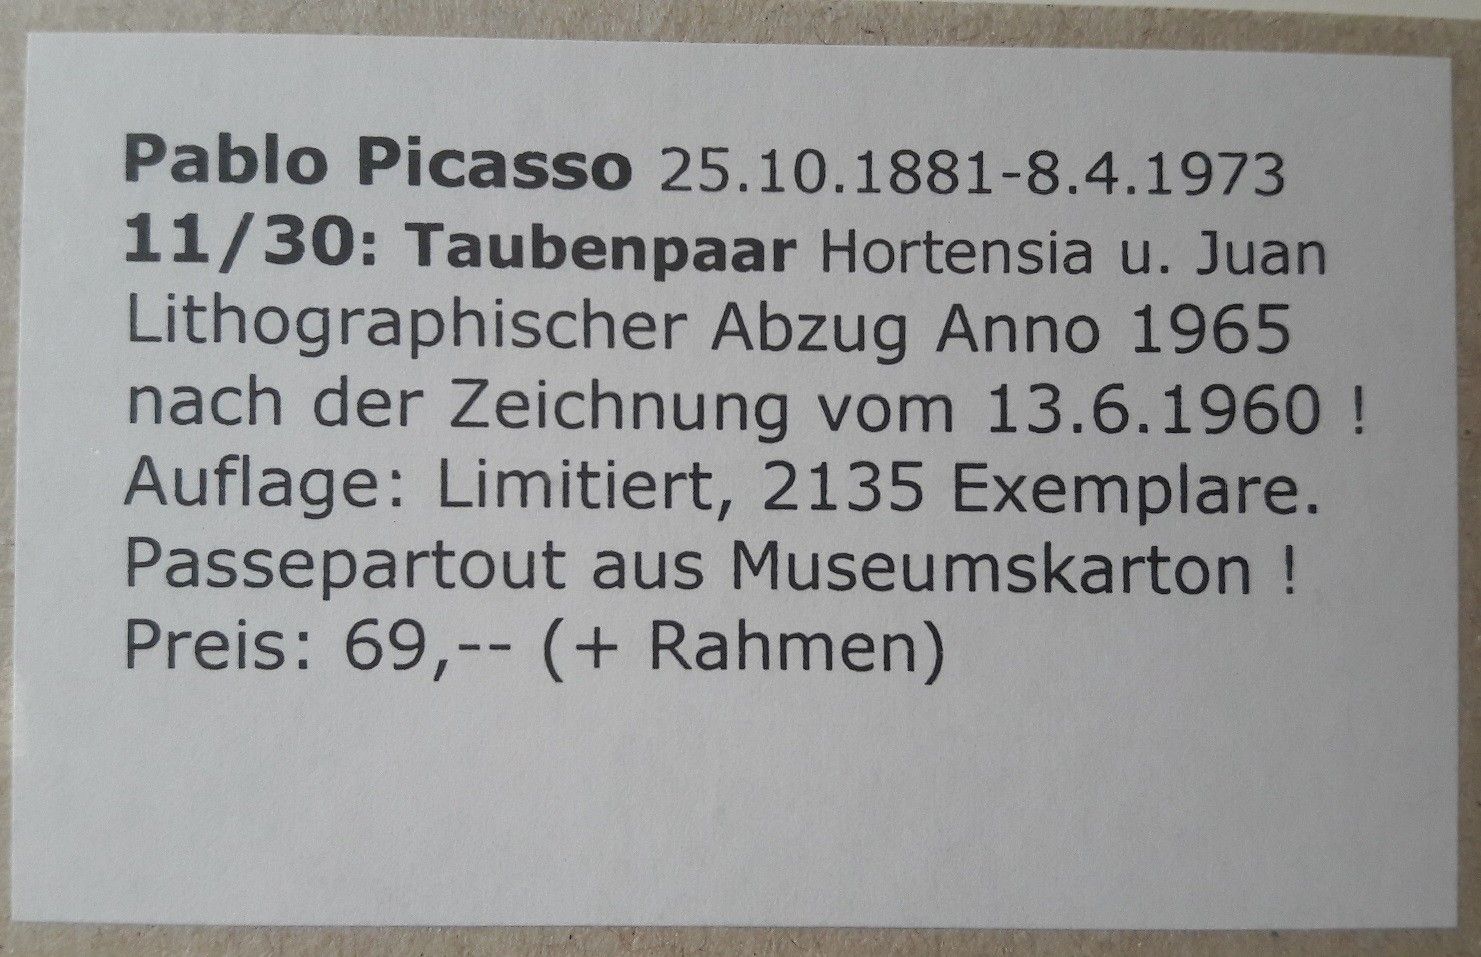 Pablo Picasso 25.10.1881-8.4.1973
11/30: Taubenpaar Hortensia u. Juan
Lithographischer Abzug Anno 1965
nach der Zeichnung vom 13.6.1960 !
Auflage: Limitiert, 2135 Exemplare.
Passepartout aus Museumskarton !
Preis: 69,-- (+ Rahmen)